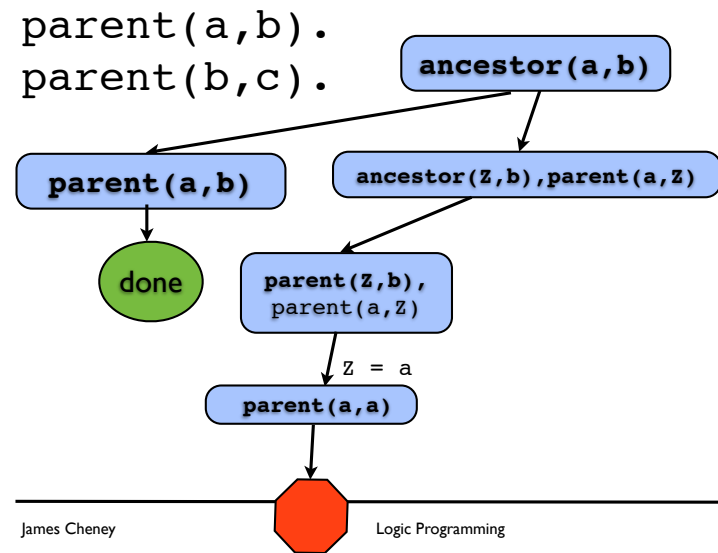 parent(a,b).
parent(b,c).
ancestor(a,b)
parent(a,b)
ancestor(Z,b),parent(a,Z)
done
parent(Z,b),
parent(a,Z)
Z = a
parent(a,a)
James Cheney
Logic Programming